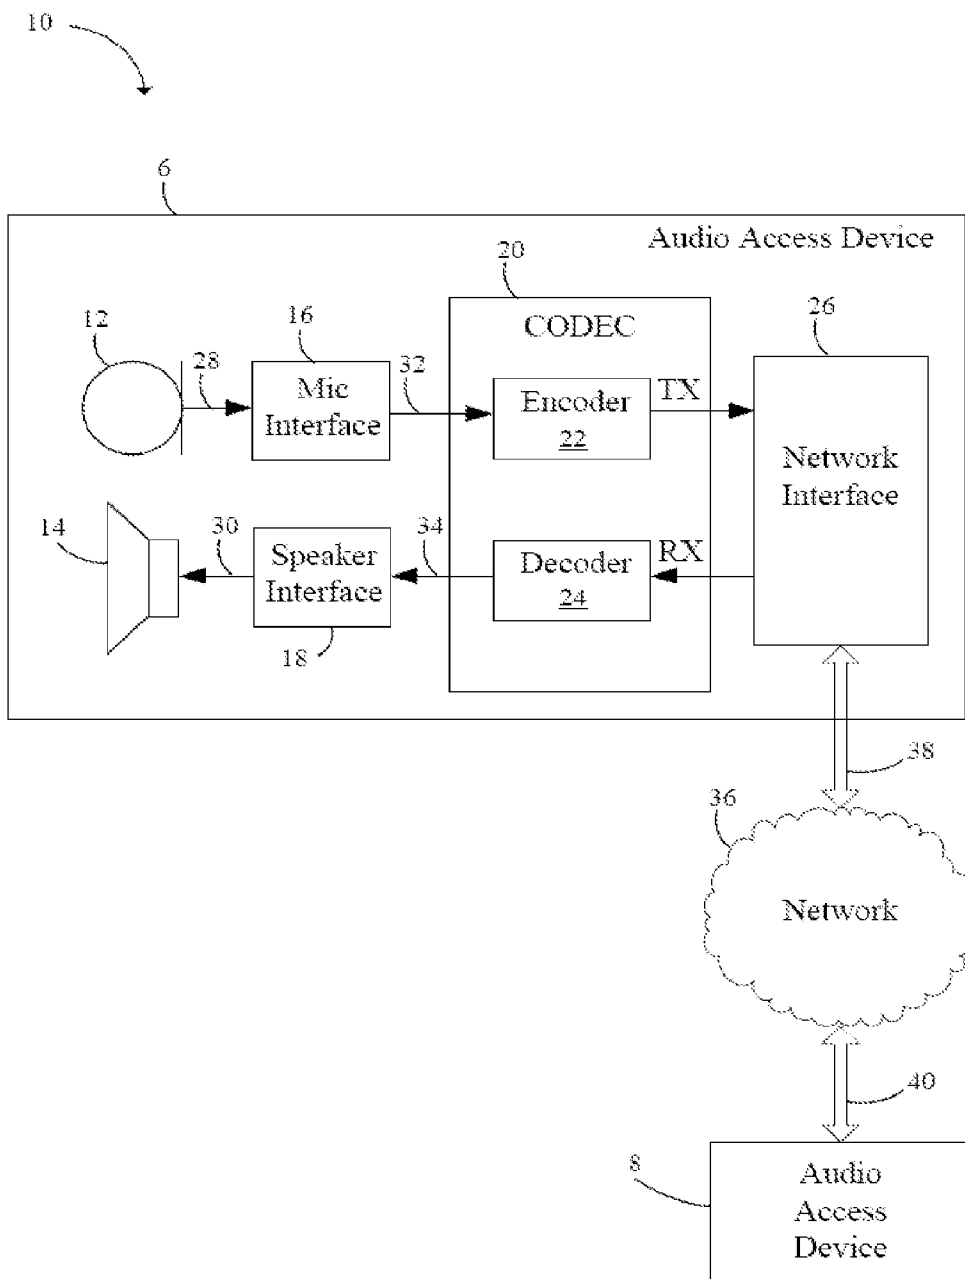 10
6
Audio Access Device
20
CODEC
12
28
16
Mic
Interface
32
Encoder
22
TX
26
Network
Interface
14
30
Speaker
Interface
18
34
Decoder
24
RX
38
36
Network
40
8
Audio
Access
Device